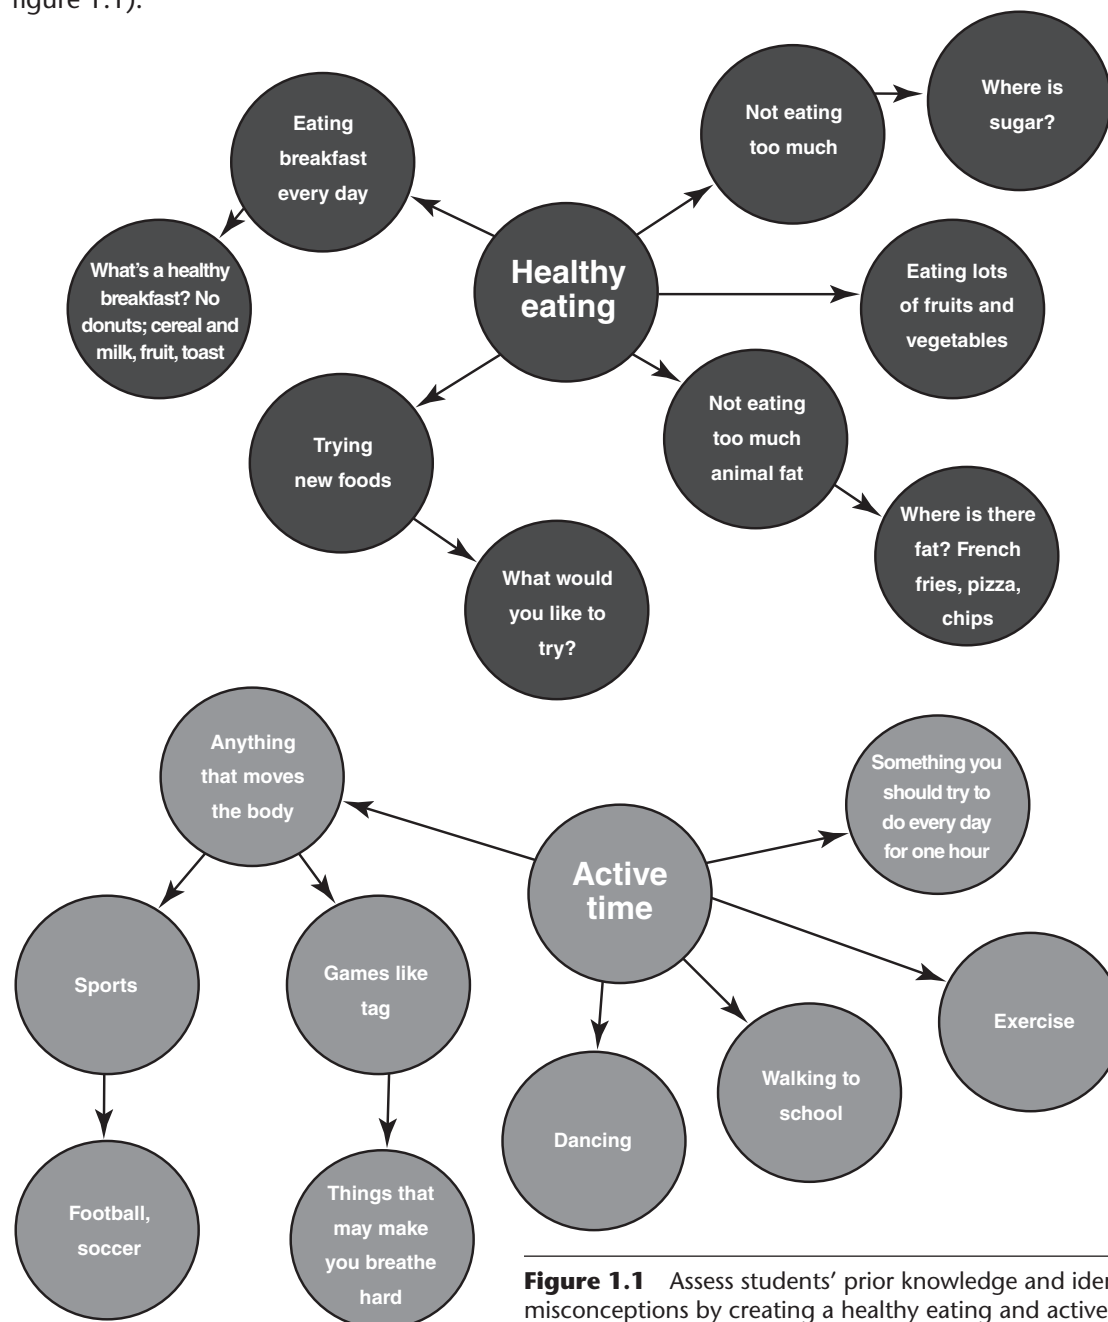 figure 1.1).
Eating
breakfast
every day
Not eating
too much
Where is
sugar?
What's a healthy
breakfast? No
donuts; cereal and
milk, fruit, toast
Healthy
eating
Eating lots
of fruits and
vegetables
Trying
new foods
Not eating
too much
animal fat
What would
you like to
try?
Where is there
fat? French
fries, pizza,
chips
Anything
that moves
the body
Something you
should try to
do every day
for one hour
Active
time
Sports
Games like
tag
Exercise
Walking to
school
Dancing
Football,
soccer
Things that
may make
you breathe
hard
Figure 1.1 Assess students' prior knowledge and iden
misconceptions by creating a healthy eating and active